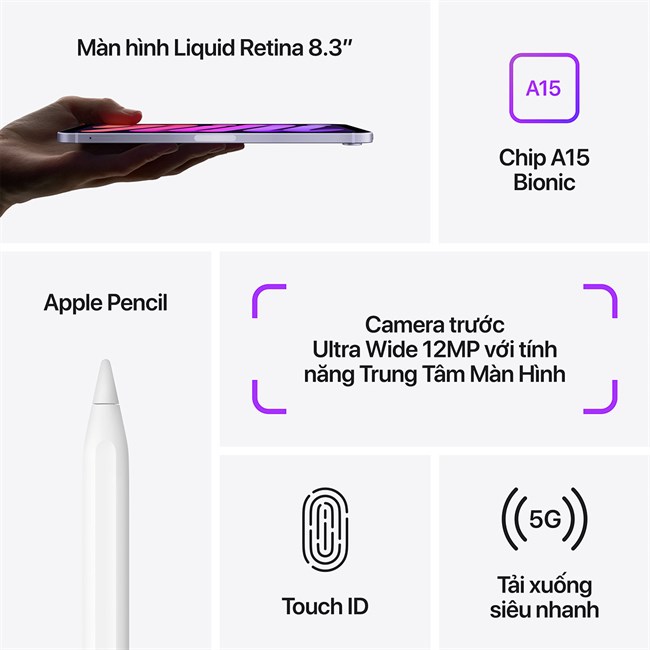 Màn hình Liquid Retina 8.3”
A15
Chip A15
Bionic
Apple Pencil
Camera trước
Ultra Wide 12MP với tính
năng Trung Tâm Màn Hình
Touch ID
5G
Tải xuống
siêu nhanh